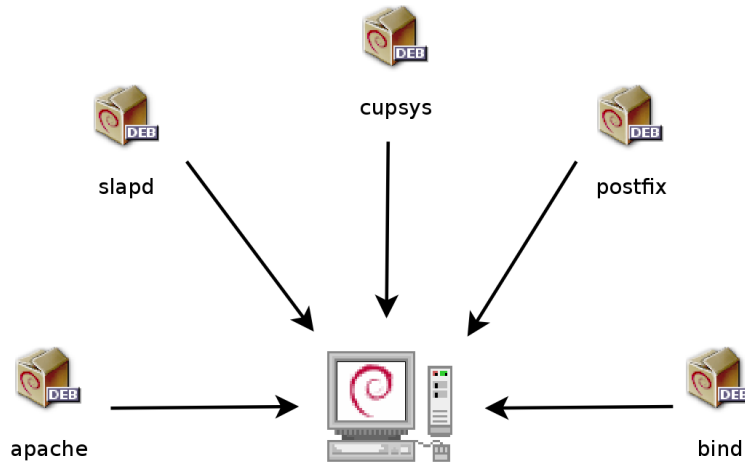 DEB
cupsys
DEB
slapd
DEB
postfix
DEB
apache
DEB
bind